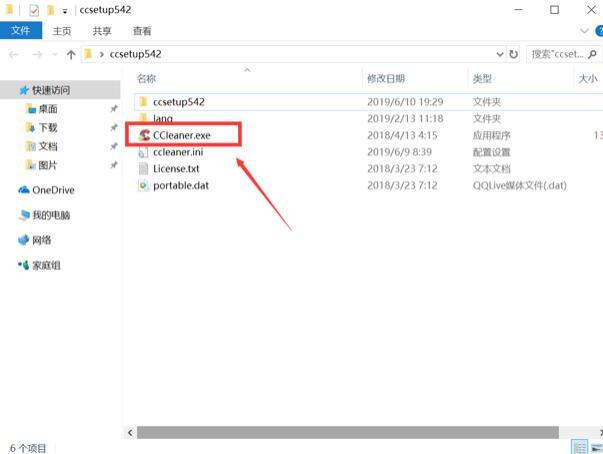 ccsetup542
文件 主页 共享 查看
ccsetup542 搜索"ccset...
名称 修改日期 类型 大小
快速访问
桌面
下载
文档
图片
OneDrive
我的电脑
网络
家庭组
ccsetup542 2019/6/10 19:29 文件夹
lang 2019/2/13 11:18 文件夹
CCleaner.exe 2018/4/13 4:15 应用程序 13
ccleaner.ini 2019/6/9 8:39 配置设置
License.txt 2018/3/23 7:12 文本文档
portable.dat 2018/3/23 7:12 QQLive媒体文件(.dat)
6 个项目